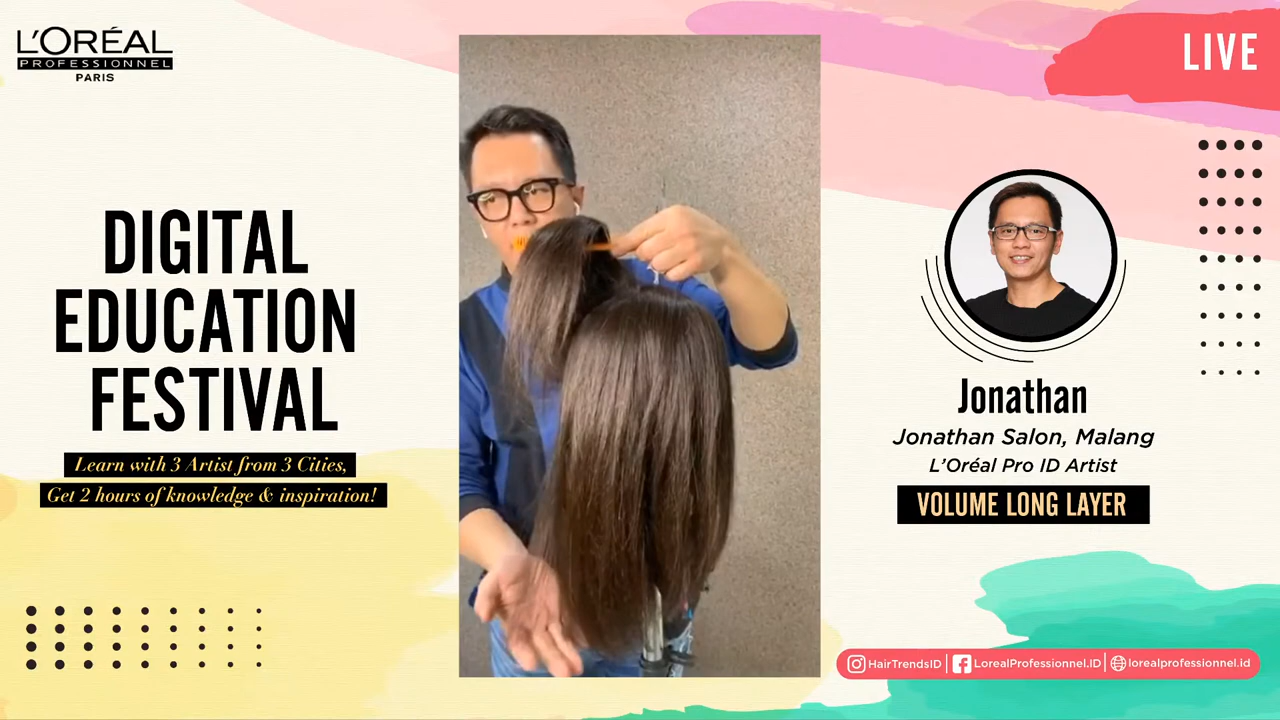 L'ORÉAL
PROFESSIONNEL
PARIS
LIVE
DIGITAL
EDUCATION
FESTIVAL
Learn with 3 Artist from 3 Cities,
Get 2 hours of knowledge & inspiration!
Jonathan
Jonathan Salon, Malang
L'Oréal Pro ID Artist
VOLUME LONG LAYER
HairTrendsID | LorealProfessionnel.ID | lorealprofessionnel.id